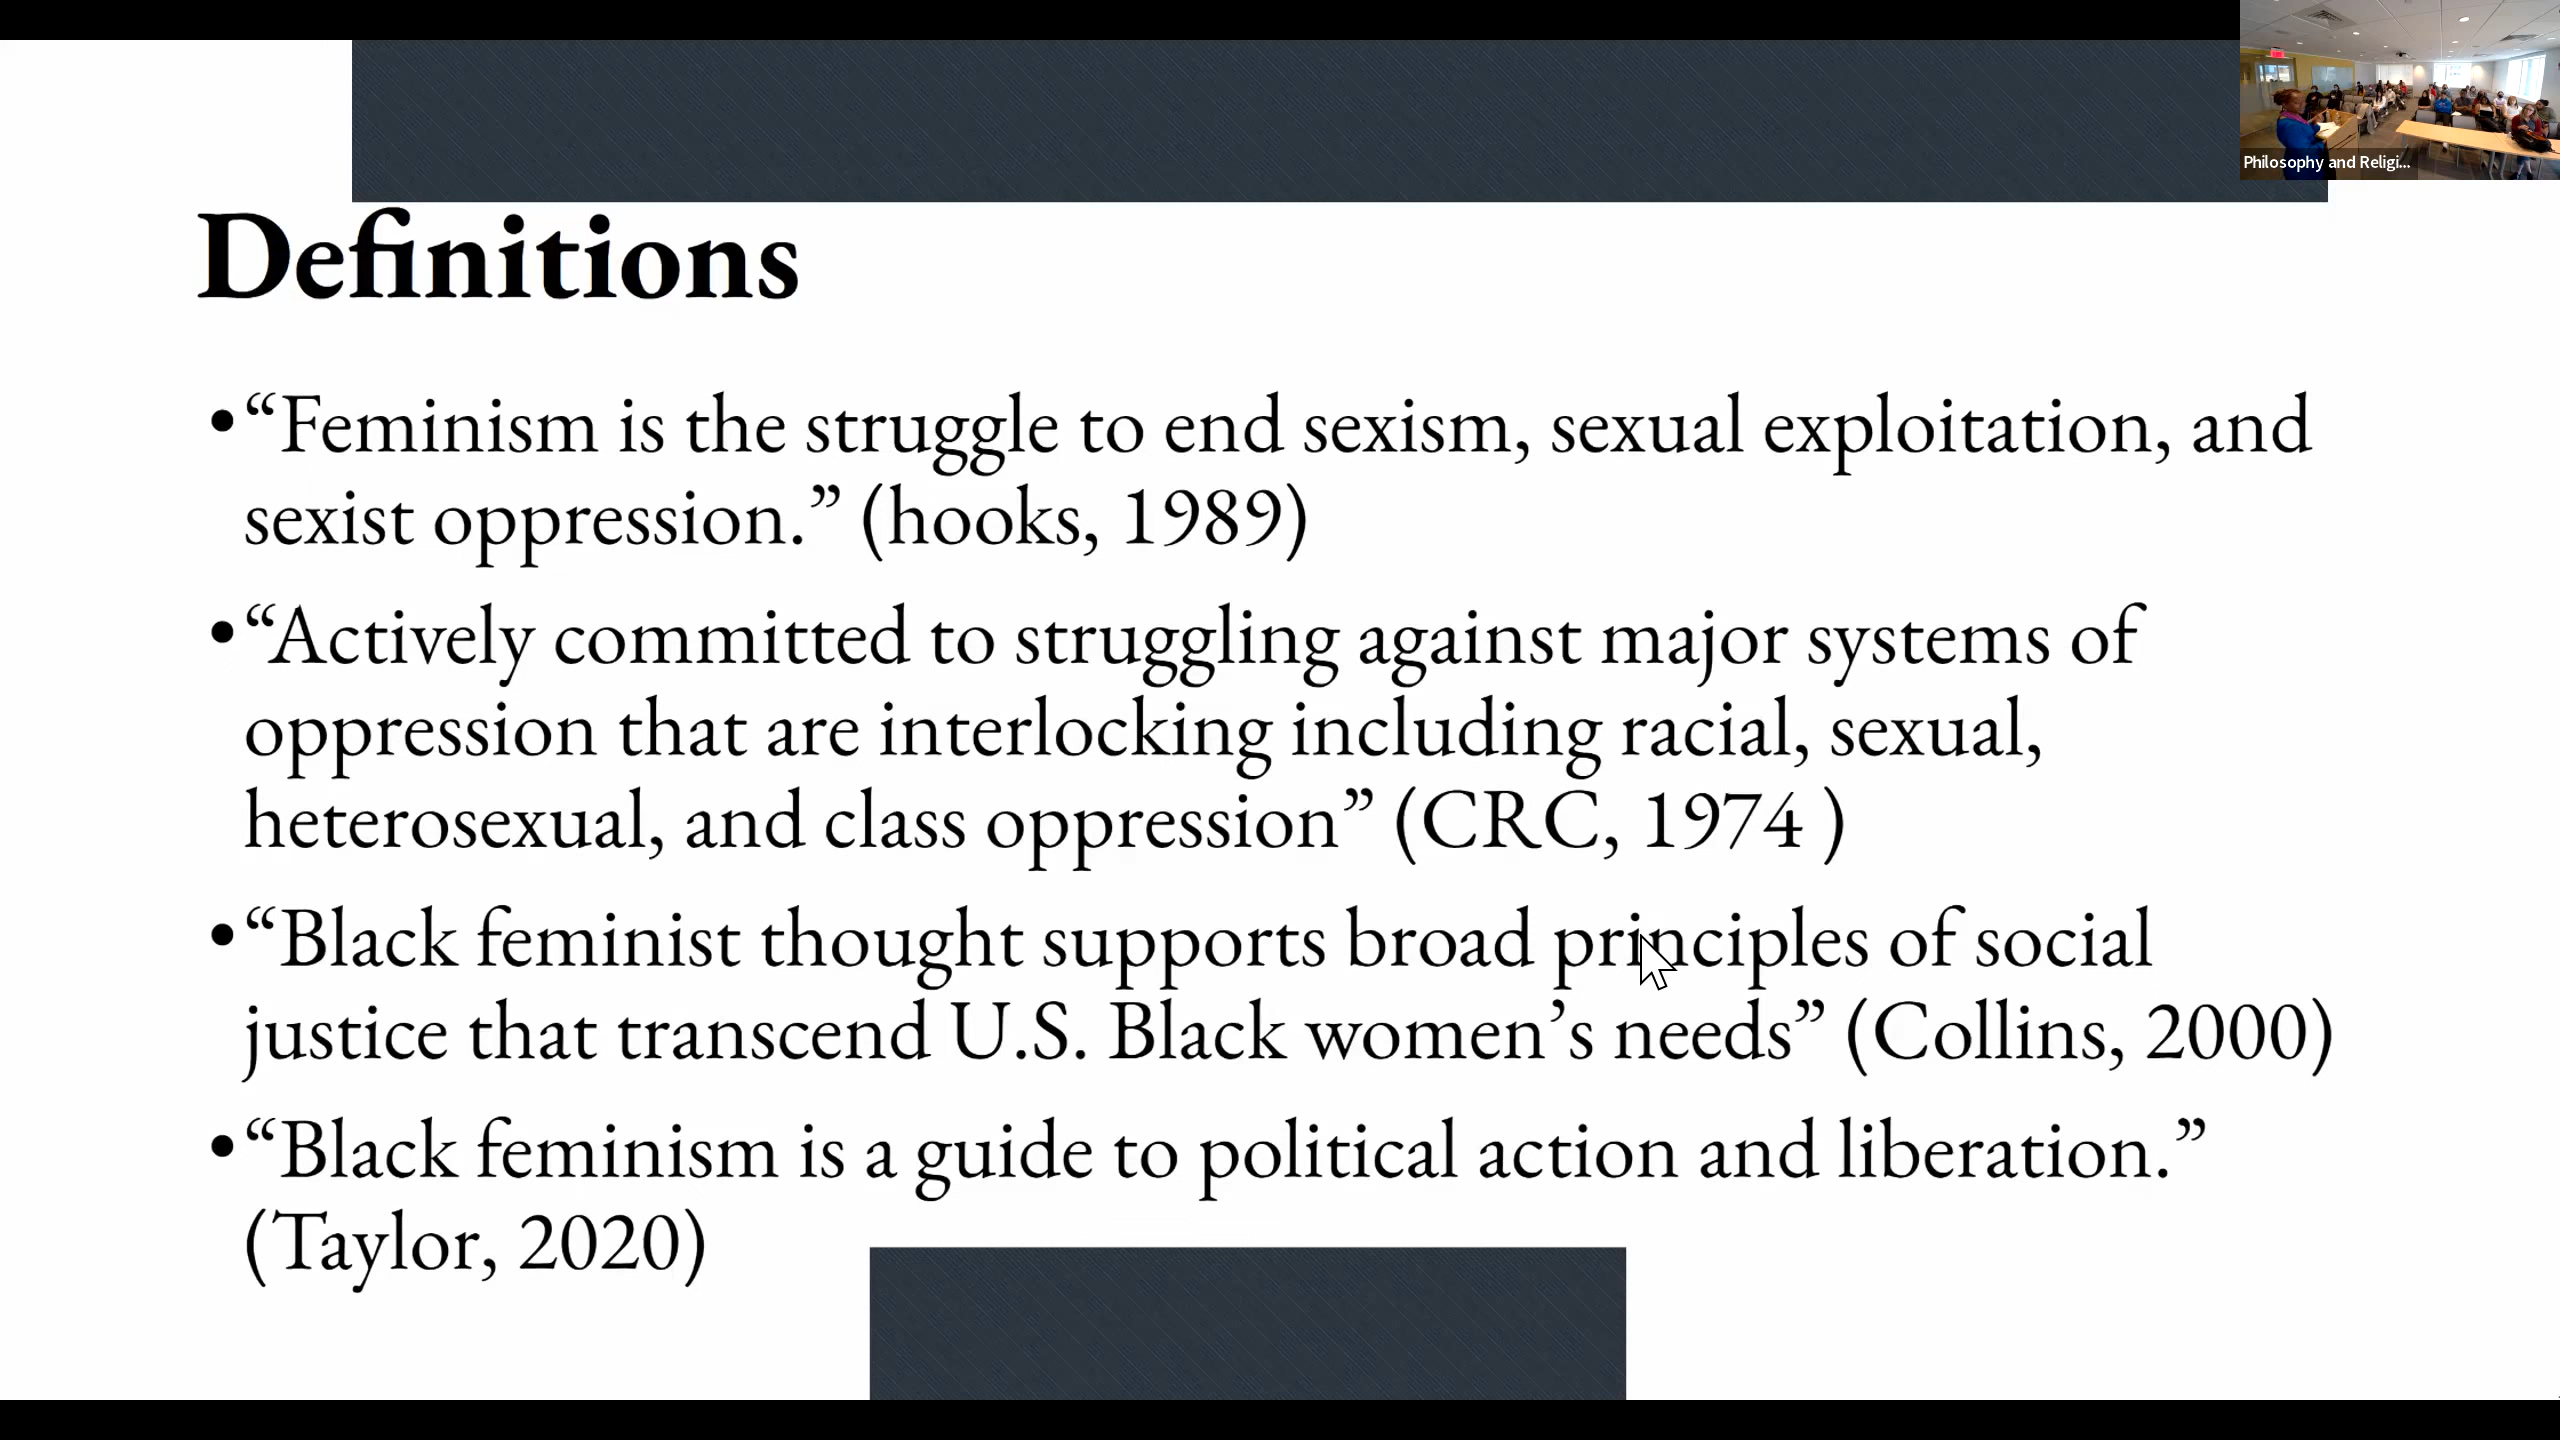 Philosophy and Religi...
Definitions
•“Feminism is the struggle to end sexism, sexual exploitation, and
sexist oppression.” (hooks, 1989)
•“Actively committed to struggling against major systems of
oppression that are interlocking including racial, sexual,
heterosexual, and class oppression” (CRC, 1974 )
•“Black feminist thought supports broad principles of social
justice that transcend U.S. Black women’s needs” (Collins, 2000)
•“Black feminism is a guide to political action and liberation.”
(Taylor, 2020)